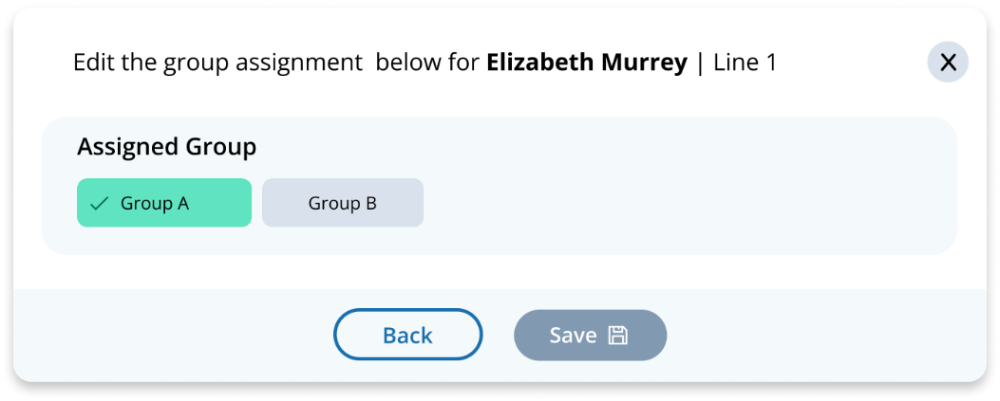 Edit the group assignment  below for Elizabeth Murrey | Line 1
X
Assigned Group
Group A
Group B
Back
Save